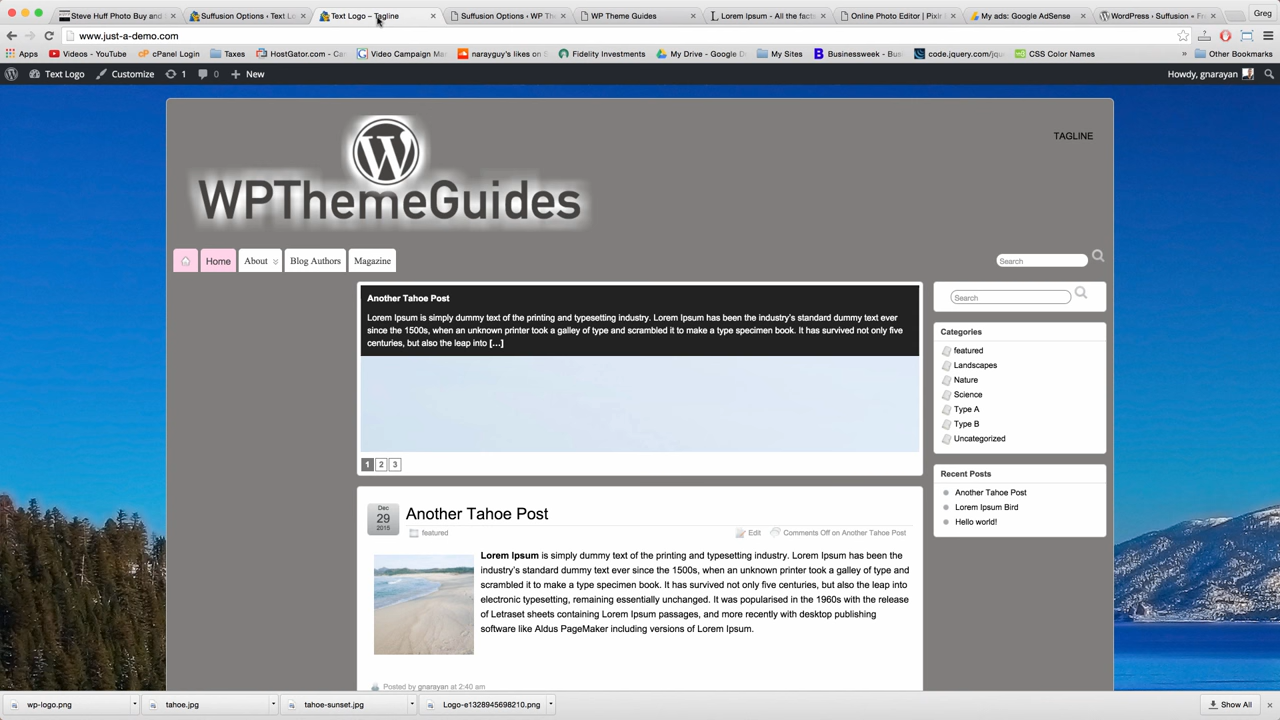 Steve Huff Photo Buy and
Suffusion Options ‹ Text Lo
Text Logo – Tagline
Suffusion Options ‹ WP Th
WP Theme Guides
Lorem Ipsum - All the fact
Online Photo Editor | Pixlr
My ads: Google AdSense
WordPress › Suffusion « Fr
Greg
www.just-a-demo.com
Apps
Videos - YouTube
cPanel Login
Taxes
HostGator.com - Ce
Video Campaign Ma
narayguy's likes on S
Fidelity Investments
My Drive - Google D
My Sites
Businessweek - Bus
code.jquery.com/jqu
CSS Color Names
»
Other Bookmarks
Text Logo
Customize
1
0
New
Howdy, gnarayan
W
WPThemeGuides
TAGLINE
Home
About
Blog Authors
Magazine
Search
Another Tahoe Post
Lorem Ipsum is simply dummy text of the printing and typesetting industry. Lorem Ipsum has been the industry's standard dummy text ever
since the 1500s, when an unknown printer took a galley of type and scrambled it to make a type specimen book. It has survived not only five
centuries, but also the leap into [...]
1 2 3
Dec
29
2015
Another Tahoe Post
featured
Edit
Comments Off on Another Tahoe Post
Lorem Ipsum is simply dummy text of the printing and typesetting industry. Lorem Ipsum has been the
industry's standard dummy text ever since the 1500s, when an unknown printer took a galley of type and
scrambled it to make a type specimen book. It has survived not only five centuries, but also the leap into
electronic typesetting, remaining essentially unchanged. It was popularised in the 1960s with the release
of Letraset sheets containing Lorem Ipsum passages, and more recently with desktop publishing
software like Aldus PageMaker including versions of Lorem Ipsum.
Posted by gnarayan at 2:40 am
Search
Categories
featured
Landscapes
Nature
Science
Type A
Type B
Uncategorized
Recent Posts
Another Tahoe Post
Lorem Ipsum Bird
Hello world!
wp-logo.png
tahoe.jpg
tahoe-sunset.jpg
Logo-e1328945698210.png
Show All